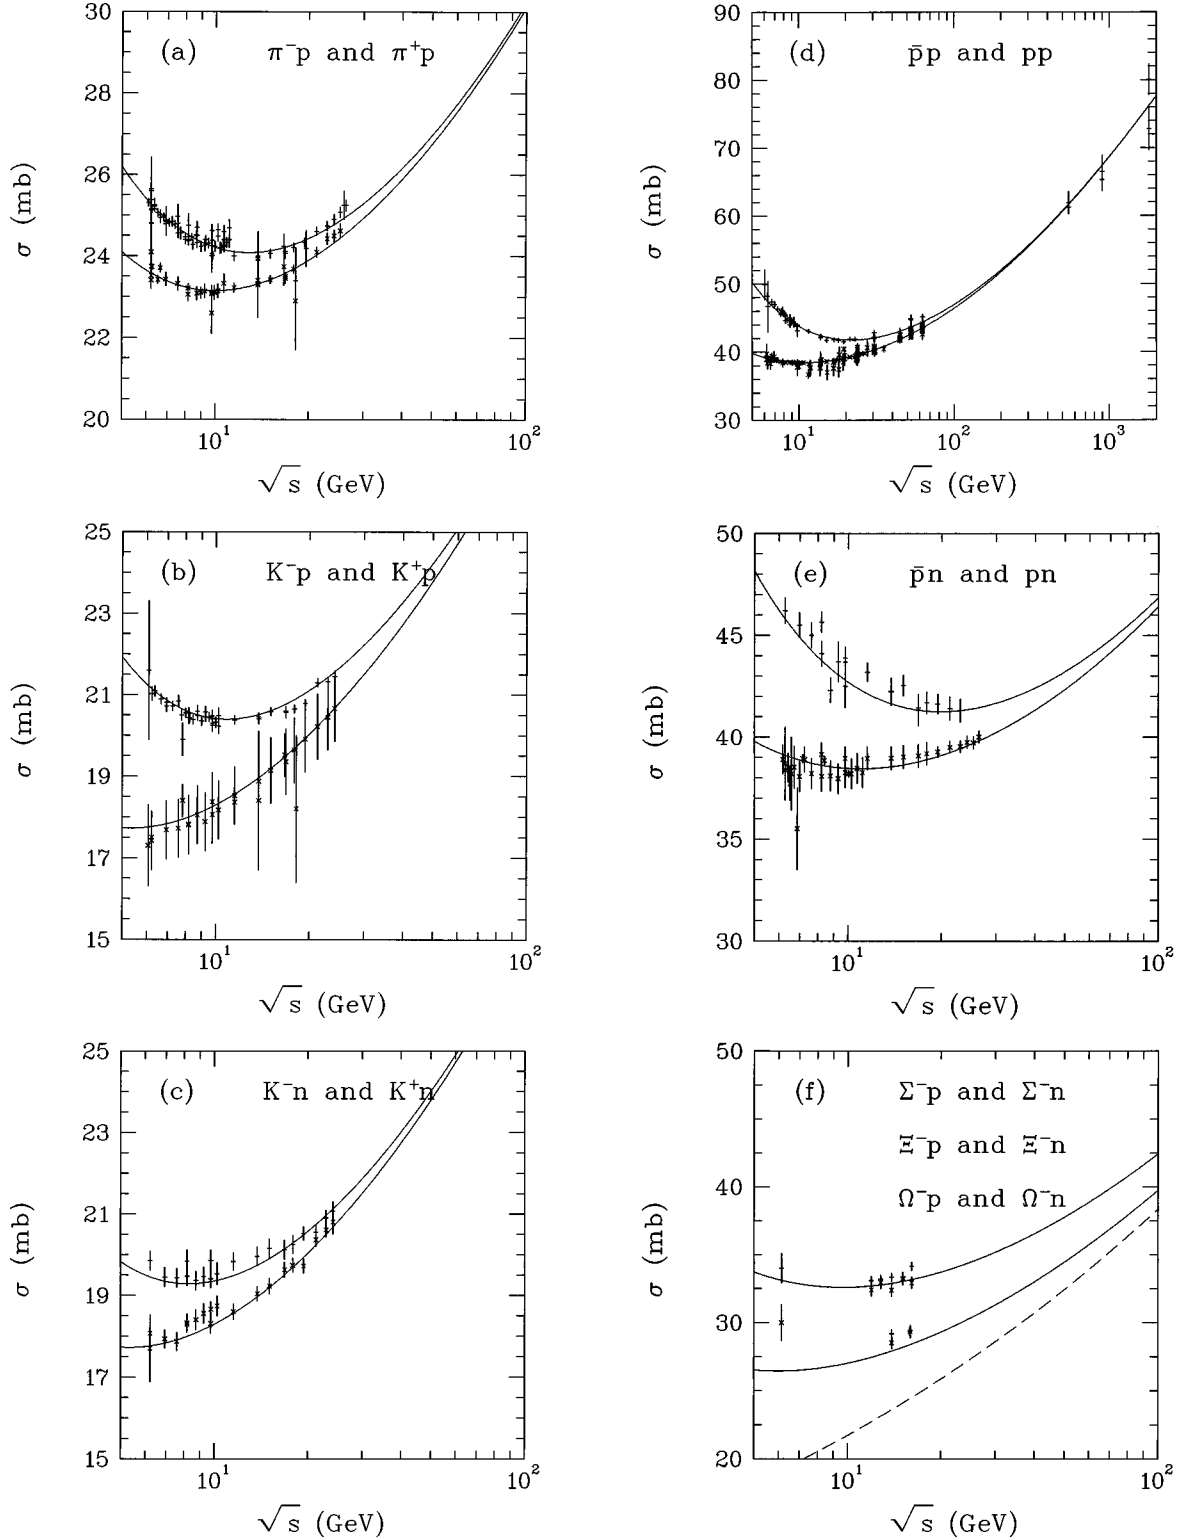 (a) π⁻p and π⁺p
30
28
26
24
22
20
σ (mb)
10¹ 10²
√s (GeV)
(d) p̄p and pp
90
80
70
60
50
40
30
σ (mb)
10¹ 10² 10³
√s (GeV)
(b) K⁻p and K⁺p
25
23
21
19
17
15
σ (mb)
10¹ 10²
√s (GeV)
(e) p̄n and pn
50
45
40
35
30
σ (mb)
10¹ 10²
√s (GeV)
(c) K⁻n and K⁺n
25
23
21
19
17
15
σ (mb)
10¹ 10²
√s (GeV)
(f) Σ⁻p and Σ⁻n
Ξ⁻p and Ξ⁻n
Ω⁻p and Ω⁻n
50
40
30
20
σ (mb)
10¹ 10²
√s (GeV)